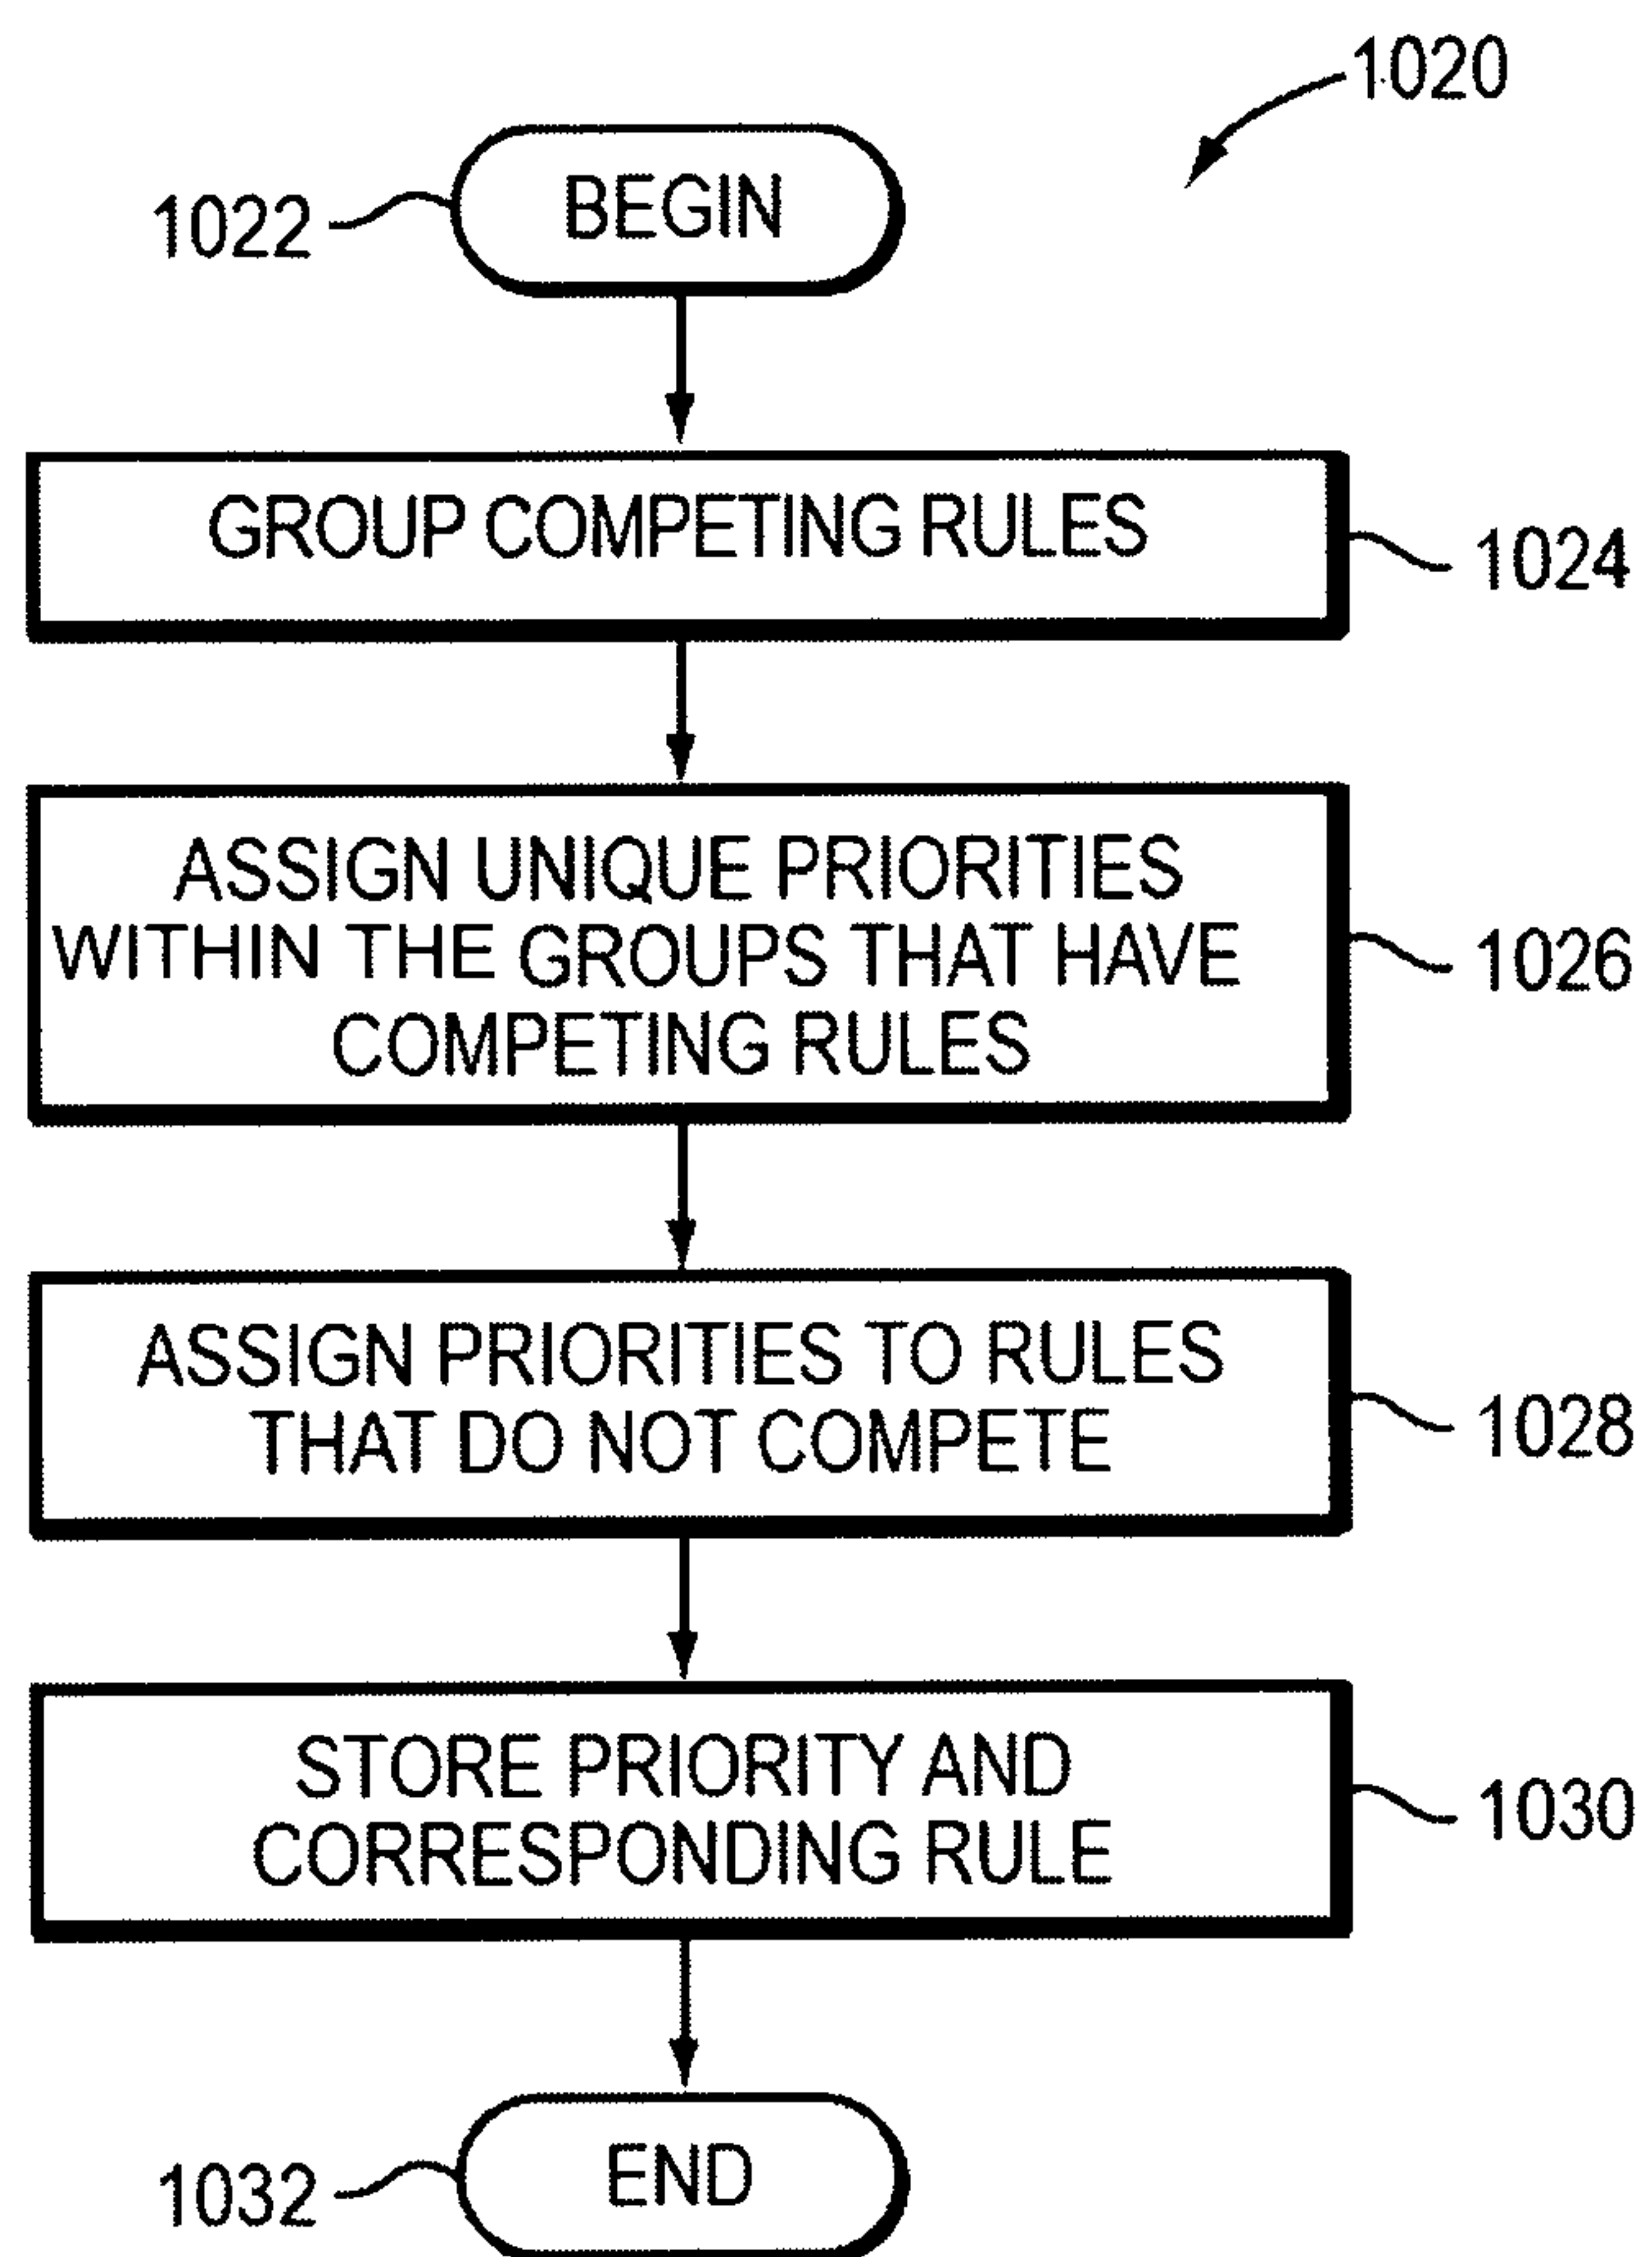 1020
1022
BEGIN
GROUP COMPETING RULES
1024
ASSIGN UNIQUE PRIORITIES
WITHIN THE GROUPS THAT HAVE
COMPETING RULES
1026
ASSIGN PRIORITIES TO RULES
THAT DO NOT COMPETE
1028
STORE PRIORITY AND
CORRESPONDING RULE
1030
1032
END